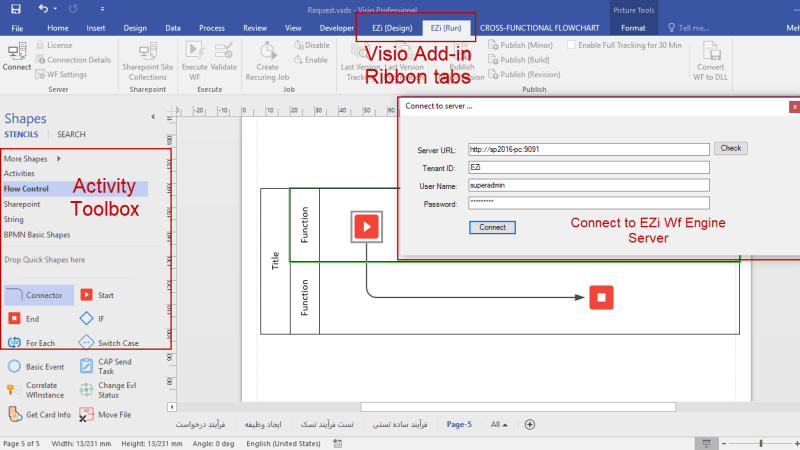 Request.vsdx - Visio Professional
Picture Tools
File
Home
Insert
Design
Data
Process
Review
View
Developer
EZi (Design)
EZi (Run)
CROSS-FUNCTIONAL FLOWCHART
Format
Tell me...
Meh
Connect
License
Connection Details
WF Settings
Server
Sharepoint Site
Collections
Sharepoint
Execute
WF
Validate
Execute
Create
Recuring Job
Disable
Enable
Job
Last Version
Last Version
Publish
Publish (Minor)
Publish (Build)
Publish (Revision)
Enable Full Tracking for 30 Min
Publish
Convert
WF to DLL
Visio Add-in
Ribbon tabs
Shapes
STENCILS
SEARCH
More Shapes
Activities
Flow Control
Sharepoint
String
BPMN Basic Shapes
Activity
Toolbox
Drop Quick Shapes here
Connector
Start
End
IF
For Each
Switch Case
Basic Event
CAP Send
Task
Correlate
WfInstance
Change Evl
Status
Get Card Info
Move File
Title
Function
Function
Connect to server ...
x
Server URL:
http://sp2016-pc:9091
Check
Tenant ID:
EZi
User Name:
superadmin
Password:
*********
Connect
Connect to EZi Wf Engine
Server
فرآیند درخواست
ایجاد وظیفه
تست فرآیند تسک
فرآیند ساده تستی
Page-5
All
Page 5 of 5
Width: 13/231 mm
Height: 13/231 mm
Angle: 0 deg
English (United States)